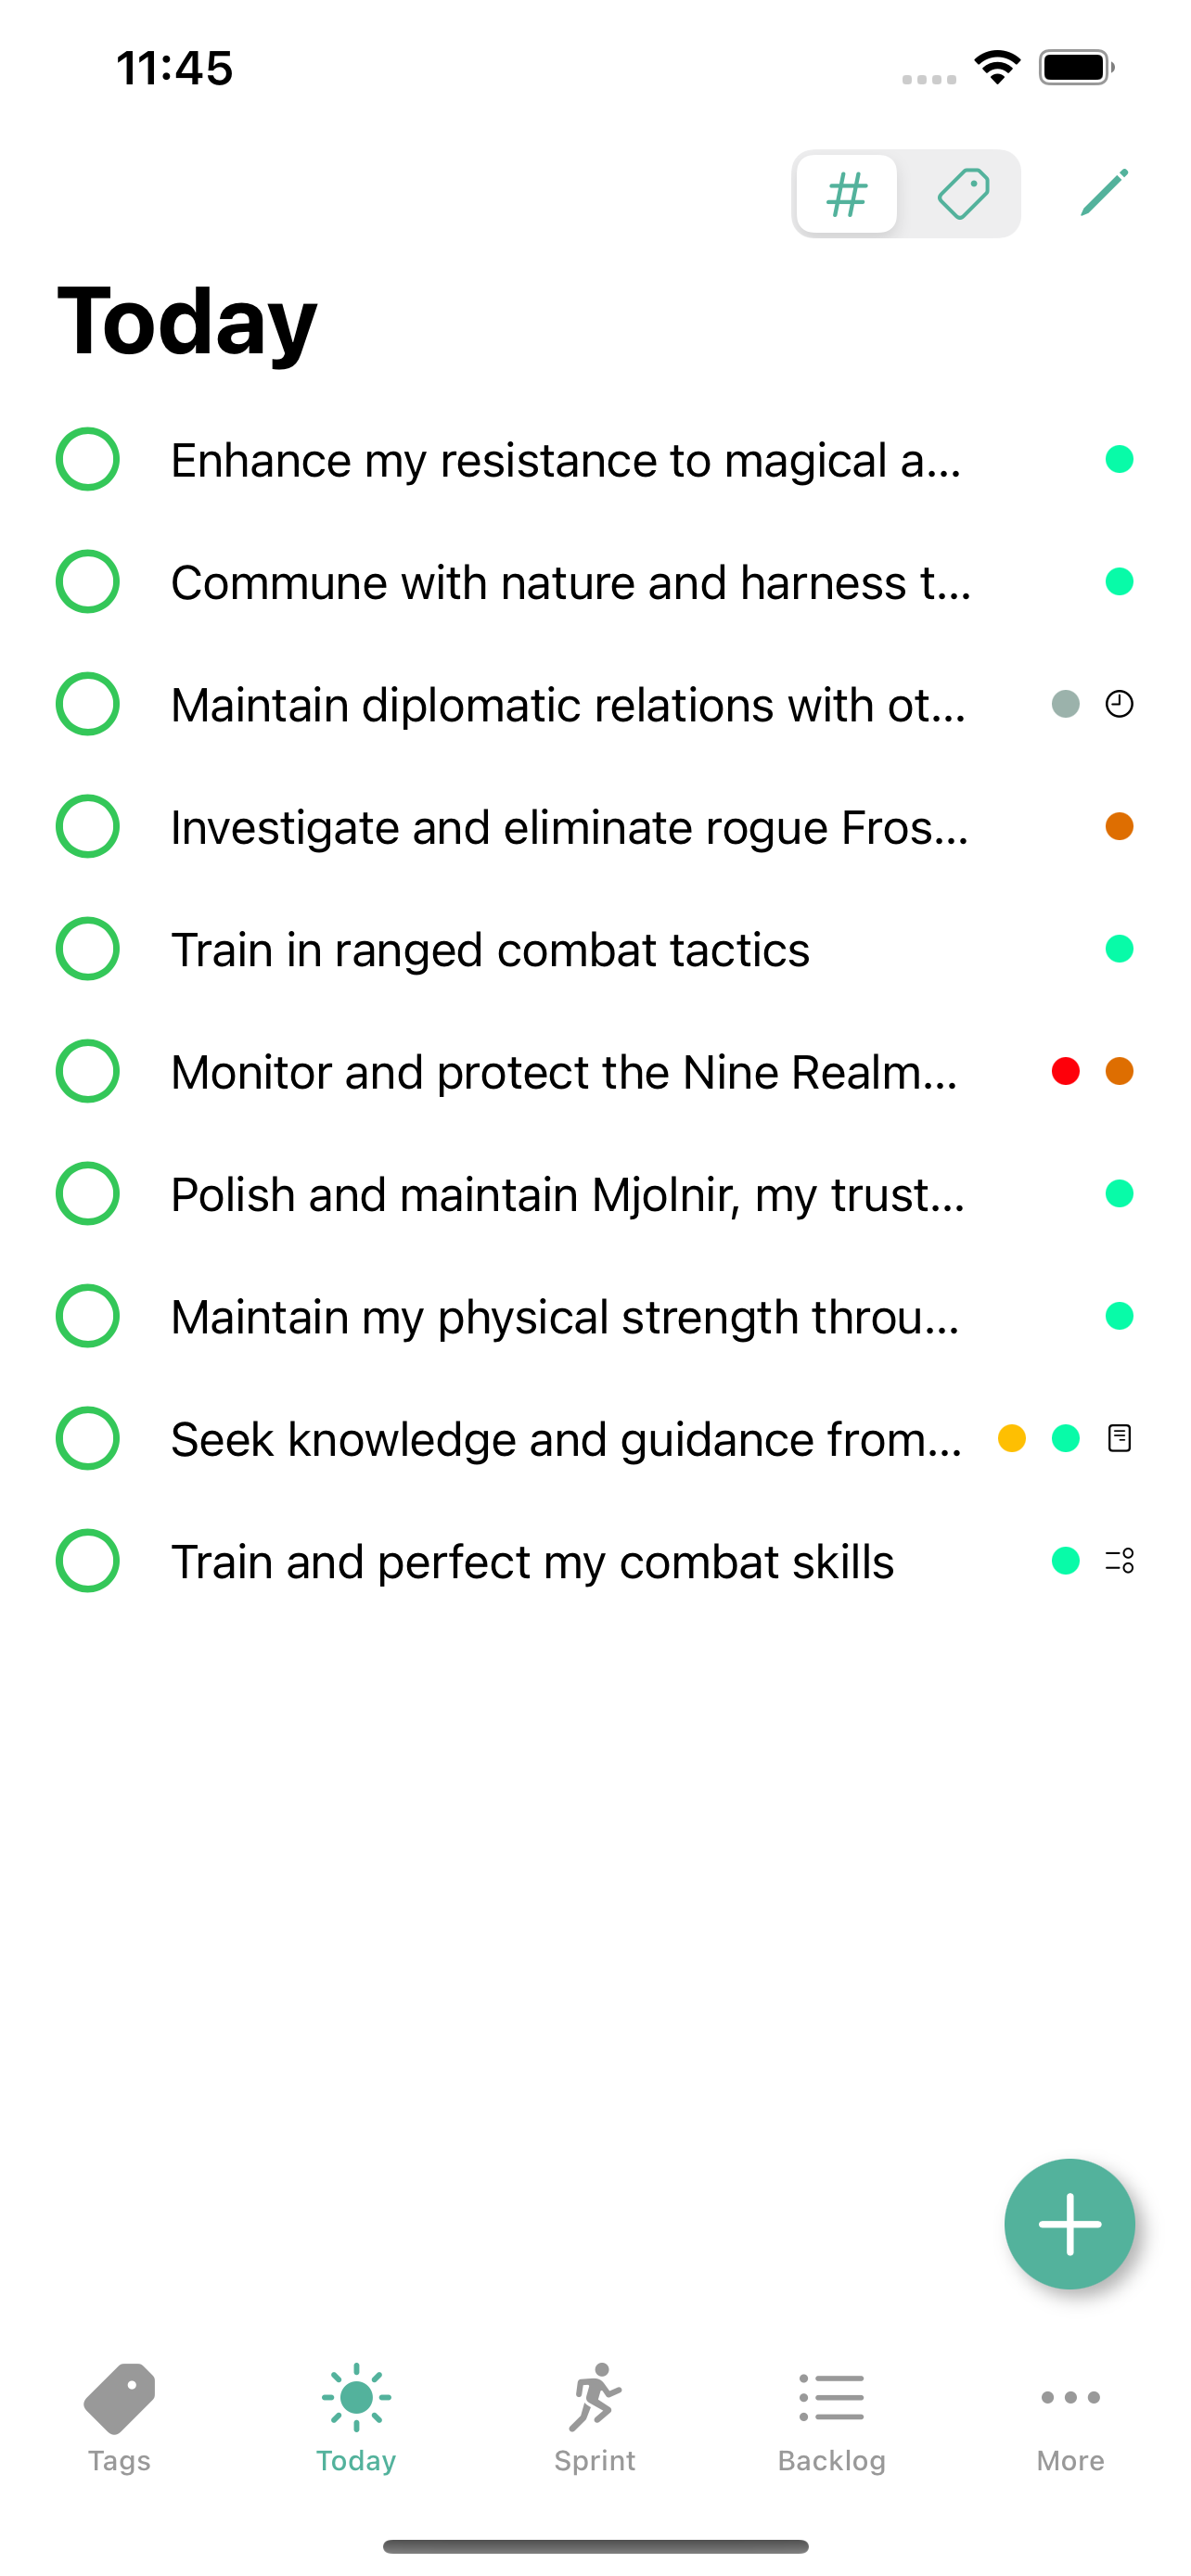 11:45
Today
Enhance my resistance to magical a...
Commune with nature and harness t...
Maintain diplomatic relations with ot...
Investigate and eliminate rogue Fros...
Train in ranged combat tactics
Monitor and protect the Nine Realm...
Polish and maintain Mjolnir, my trust...
Maintain my physical strength throu...
Seek knowledge and guidance from...
Train and perfect my combat skills
Tags
Today
Sprint
Backlog
More